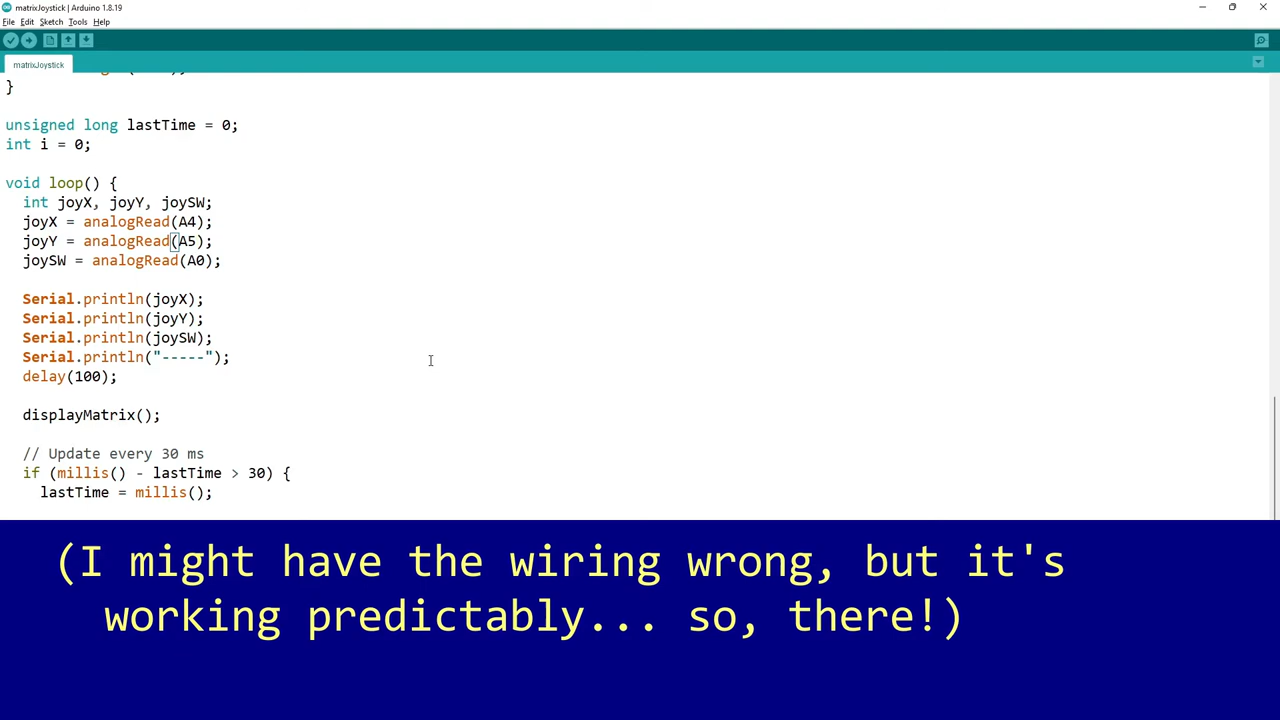 matrixJoystick | Arduino 1.8.19
File Edit Sketch Tools Help
matrixJoystick
}
unsigned long lastTime = 0;
int i = 0;
void loop() {
int joyX, joyY, joySW;
joyX = analogRead(A4);
joyY = analogRead(A5);
joySW = analogRead(A0);
Serial.println(joyX);
Serial.println(joyY);
Serial.println(joySW);
Serial.println("-----");
delay(100);
displayMatrix();
// Update every 30 ms
if (millis() - lastTime > 30) {
lastTime = millis();
(I might have the wiring wrong, but it's
working predictably... so, there!)